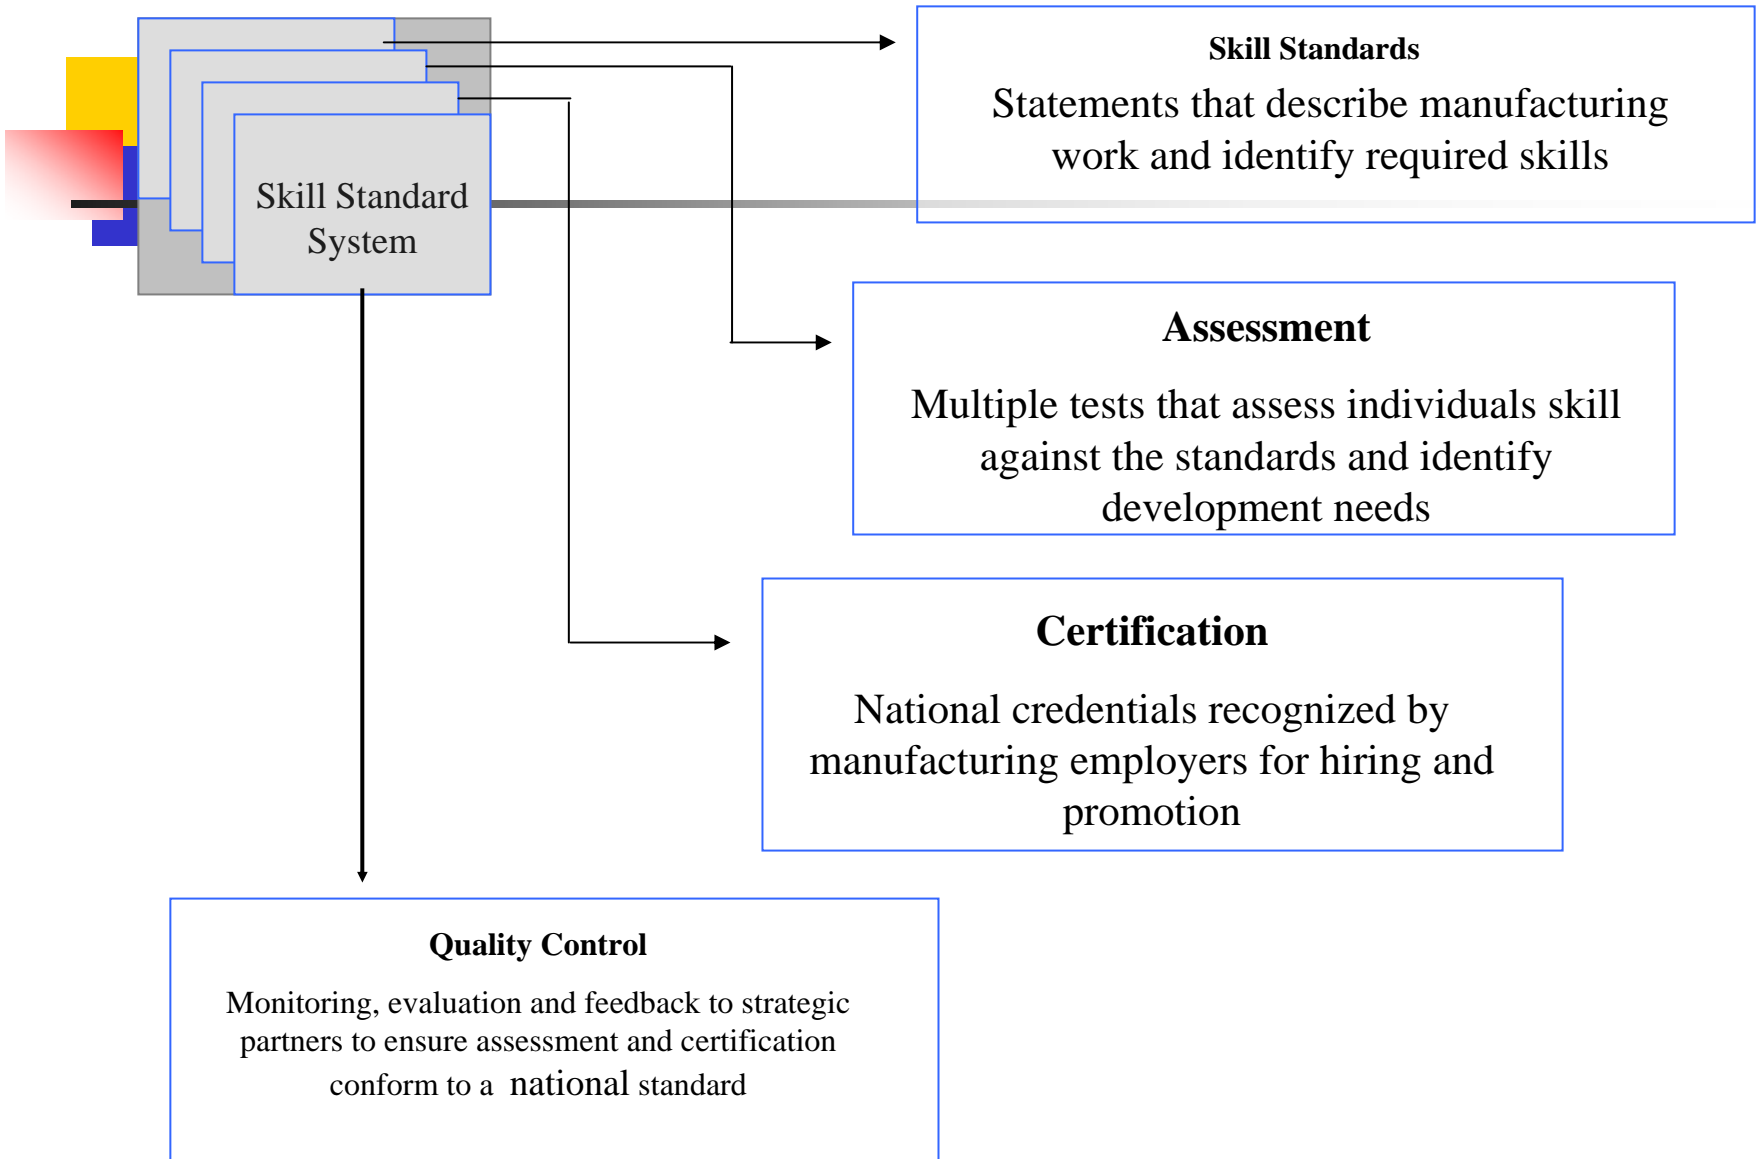 Skill Standard
System
Skill Standards
Statements that describe manufacturing
work and identify required skills
Assessment
Multiple tests that assess individuals skill
against the standards and identify
development needs
Certification
National credentials recognized by
manufacturing employers for hiring and
promotion
Quality Control
Monitoring, evaluation and feedback to strategic
partners to ensure assessment and certification
conform to a national standard